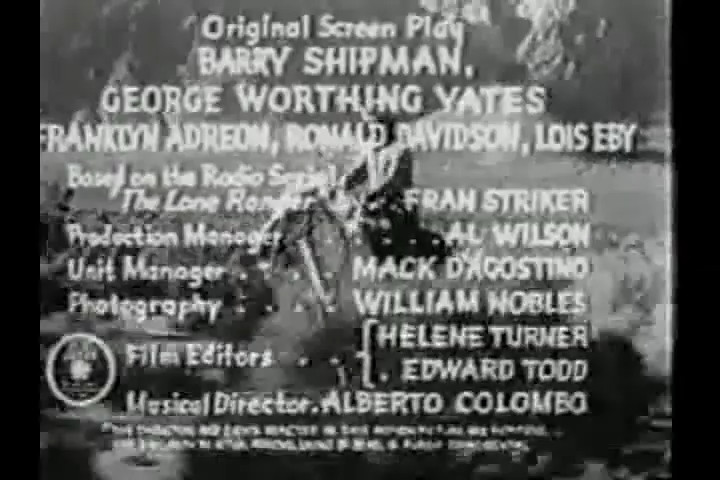 Original Screen Play
BARRY SHIPMAN,
GEORGE WORTHING YATES
FRANKLYN ADREON, RONALD DAVIDSON, LOIS EBY
Based on the Radio Serial
"The Lone Ranger" by . . FRAN STRIKER
Production Manager . . . . . . AL WILSON
Unit Manager . . . . MACK D'AGOSTINO
Photography . . . . WILLIAM NOBLES
Film Editors . . . { HELENE TURNER
EDWARD TODD
Musical Director. ALBERTO COLOMBO